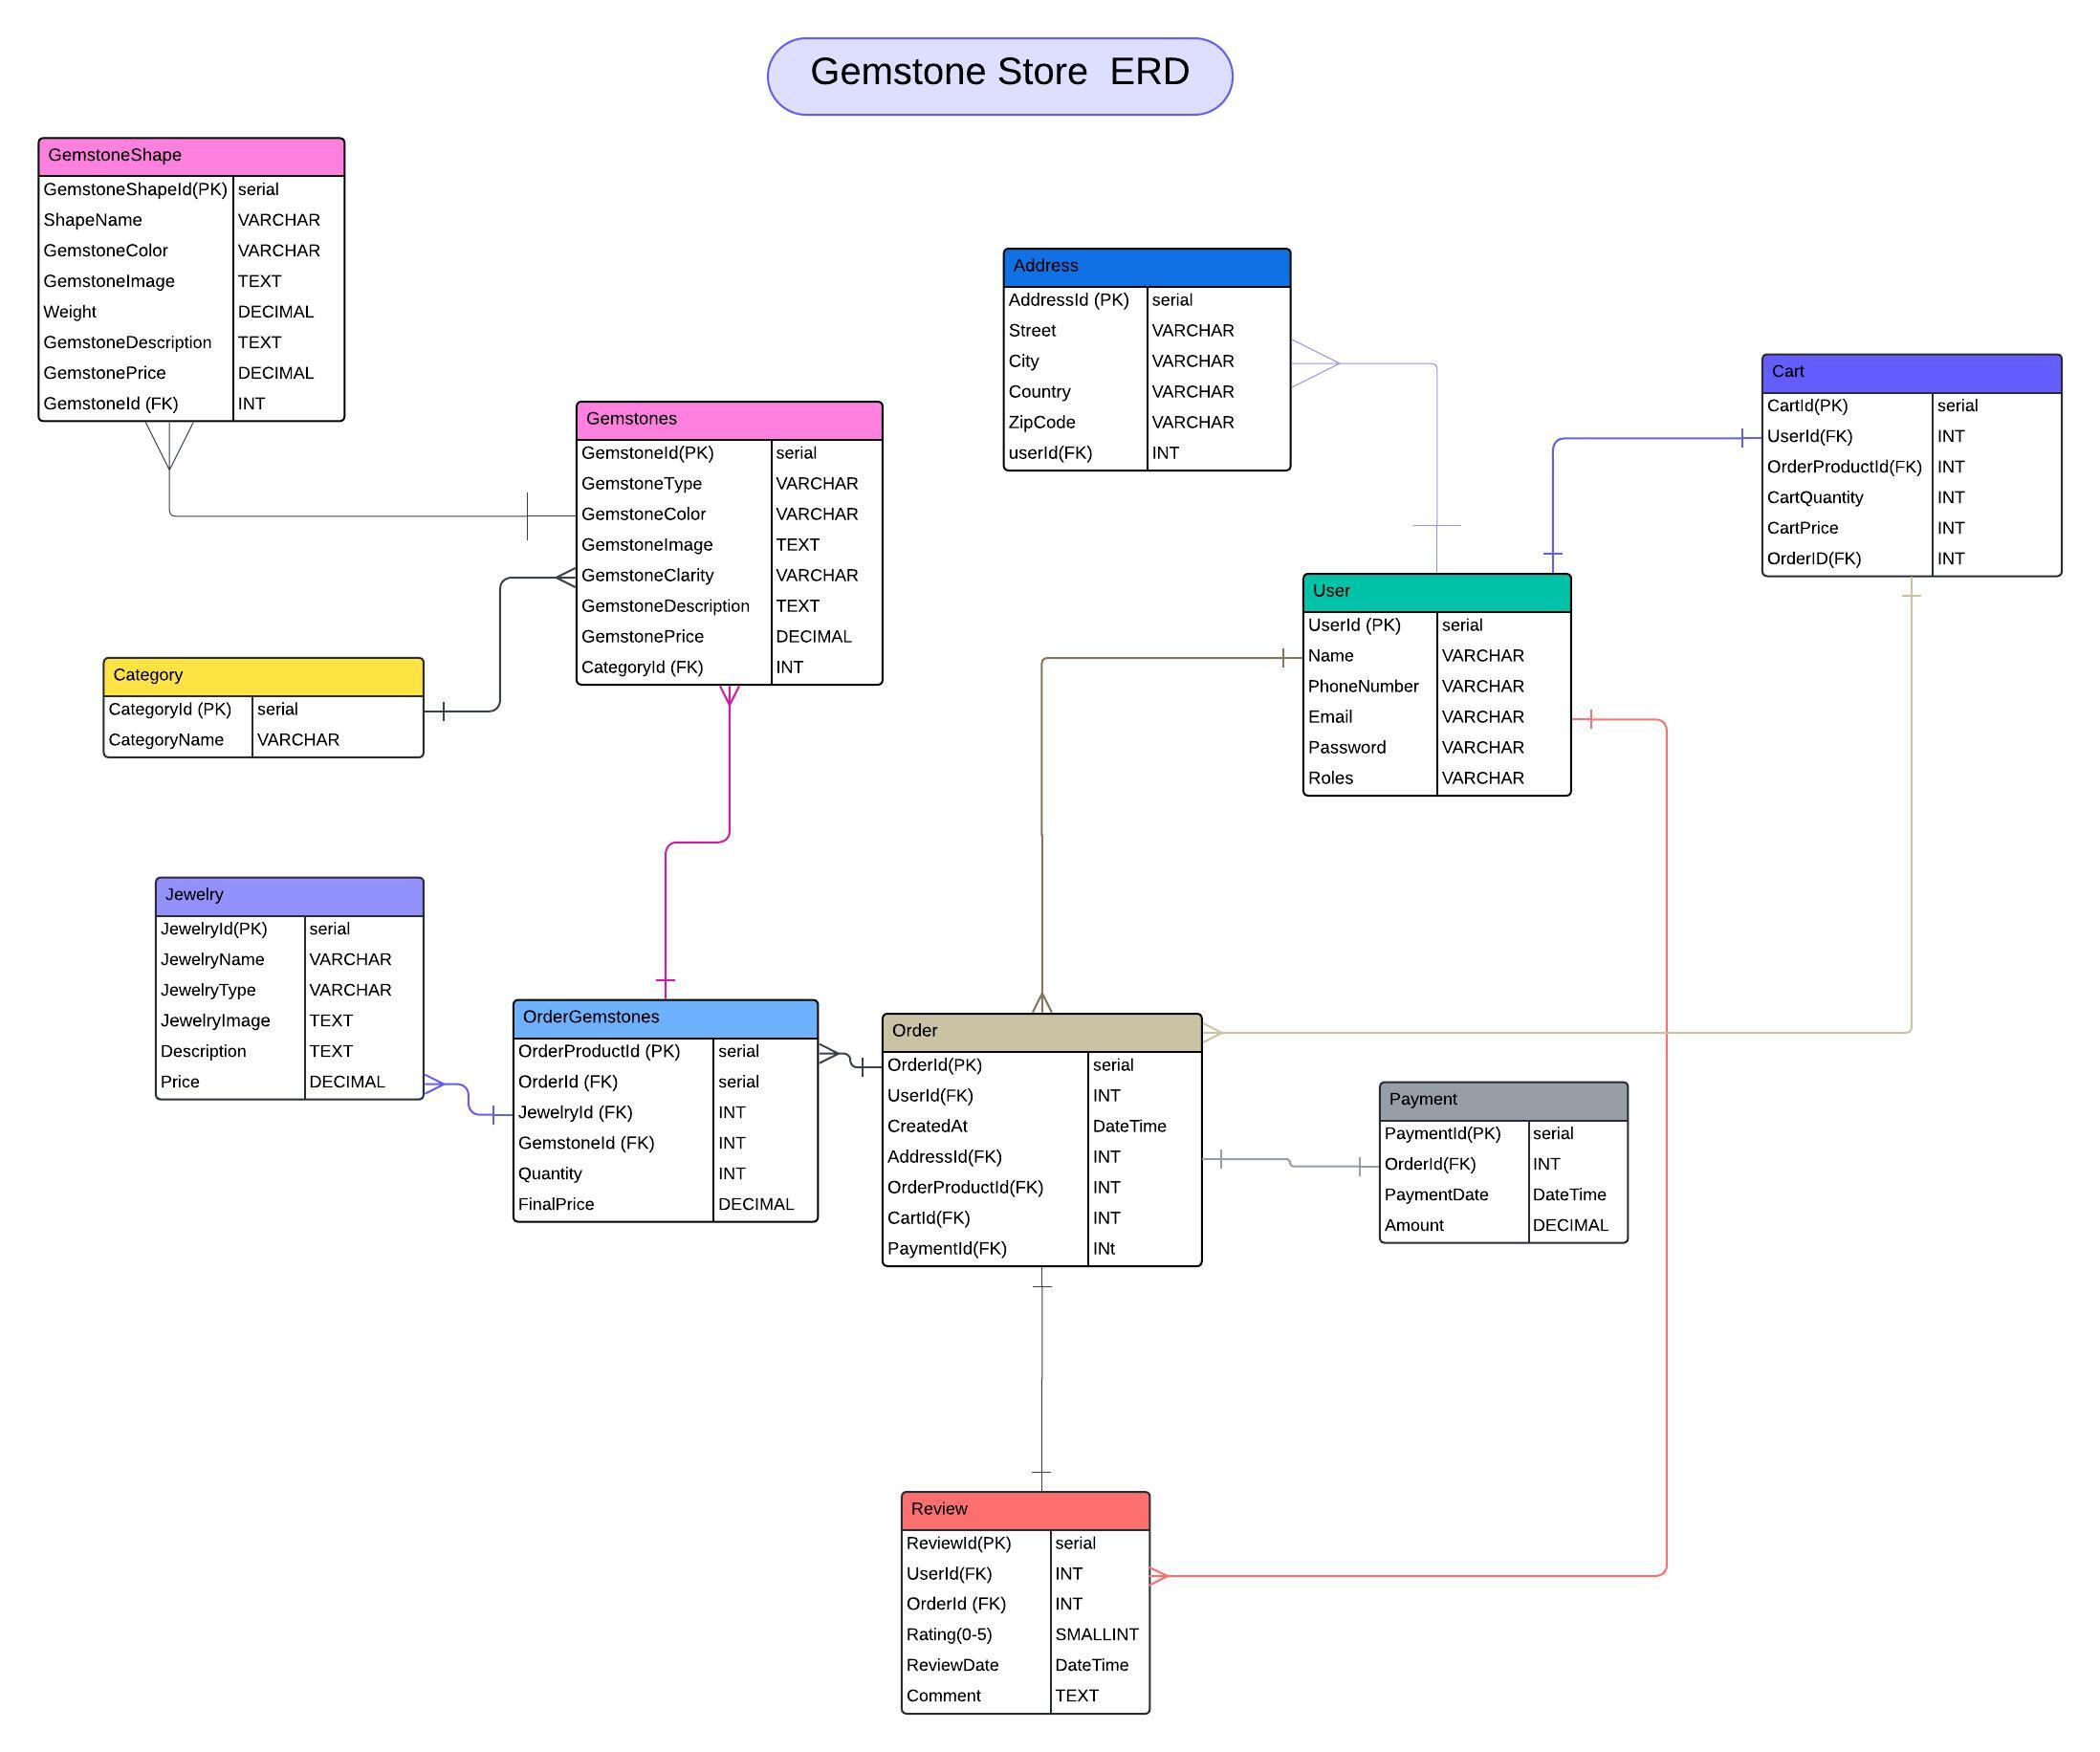 Gemstone Store  ERD
GemstoneShape
GemstoneShapeId(PK) serial
ShapeName VARCHAR
GemstoneColor VARCHAR
GemstoneImage TEXT
Weight DECIMAL
GemstoneDescription TEXT
GemstonePrice DECIMAL
GemstoneId (FK) INT
Gemstones
GemstoneId(PK) serial
GemstoneType VARCHAR
GemstoneColor VARCHAR
GemstoneImage TEXT
GemstoneClarity VARCHAR
GemstoneDescription TEXT
GemstonePrice DECIMAL
CategoryId (FK) INT
Address
AddressId (PK) serial
Street VARCHAR
City VARCHAR
Country VARCHAR
ZipCode VARCHAR
userId(FK) INT
Cart
CartId(PK) serial
UserId(FK) INT
OrderProductId(FK) INT
CartQuantity INT
CartPrice INT
OrderID(FK) INT
User
UserId (PK) serial
Name VARCHAR
PhoneNumber VARCHAR
Email VARCHAR
Password VARCHAR
Roles VARCHAR
Category
CategoryId (PK) serial
CategoryName VARCHAR
Jewelry
JewelryId(PK) serial
JewelryName VARCHAR
JewelryType VARCHAR
JewelryImage TEXT
Description TEXT
Price DECIMAL
OrderGemstones
OrderProductId (PK) serial
OrderId (FK) serial
JewelryId (FK) INT
GemstoneId (FK) INT
Quantity INT
FinalPrice DECIMAL
Order
OrderId(PK) serial
UserId(FK) INT
CreatedAt DateTime
AddressId(FK) INT
OrderProductId(FK) INT
CartId(FK) INT
PaymentId(FK) INt
Payment
PaymentId(PK) serial
OrderId(FK) INT
PaymentDate DateTime
Amount DECIMAL
Review
ReviewId(PK) serial
UserId(FK) INT
OrderId (FK) INT
Rating(0-5) SMALLINT
ReviewDate DateTime
Comment TEXT